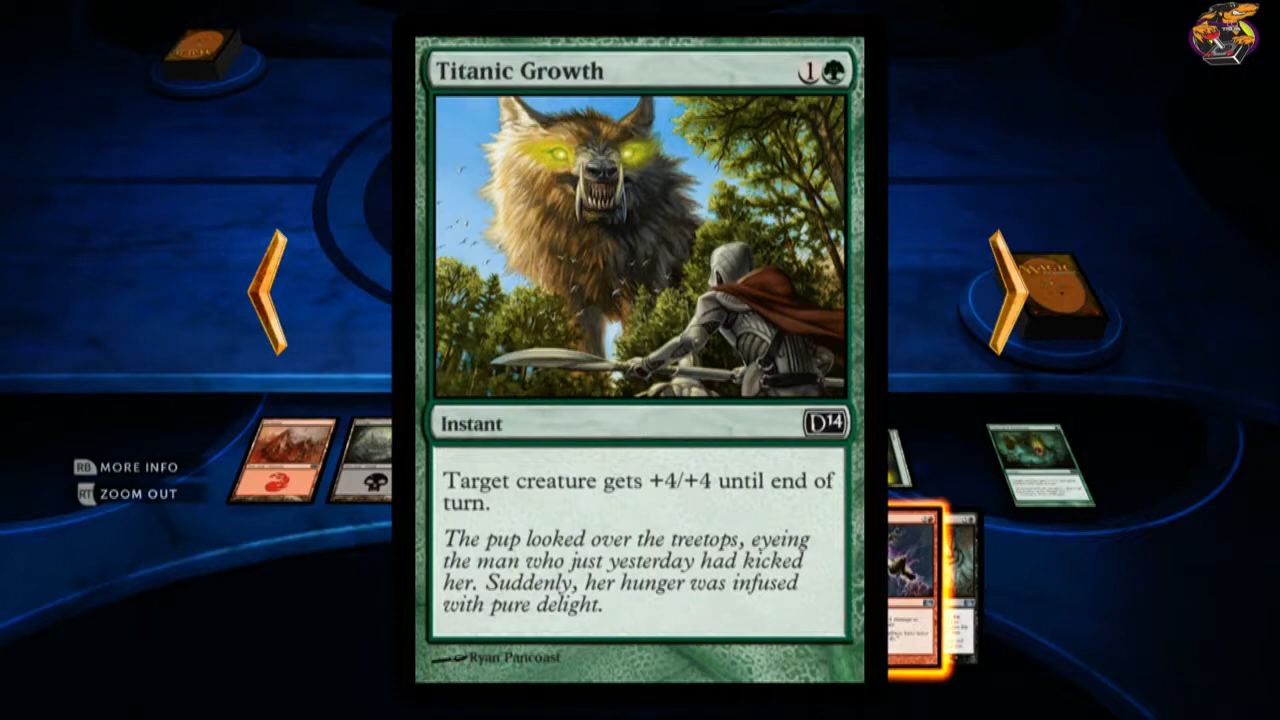 Titanic Growth
1
Instant
D14
Target creature gets +4/+4 until end of
turn.
The pup looked over the treetops, eyeing
the man who just yesterday had kicked
her. Suddenly, her hunger was infused
with pure delight.
Ryan Pancoast
RB MORE INFO
RT ZOOM OUT
MAGIC